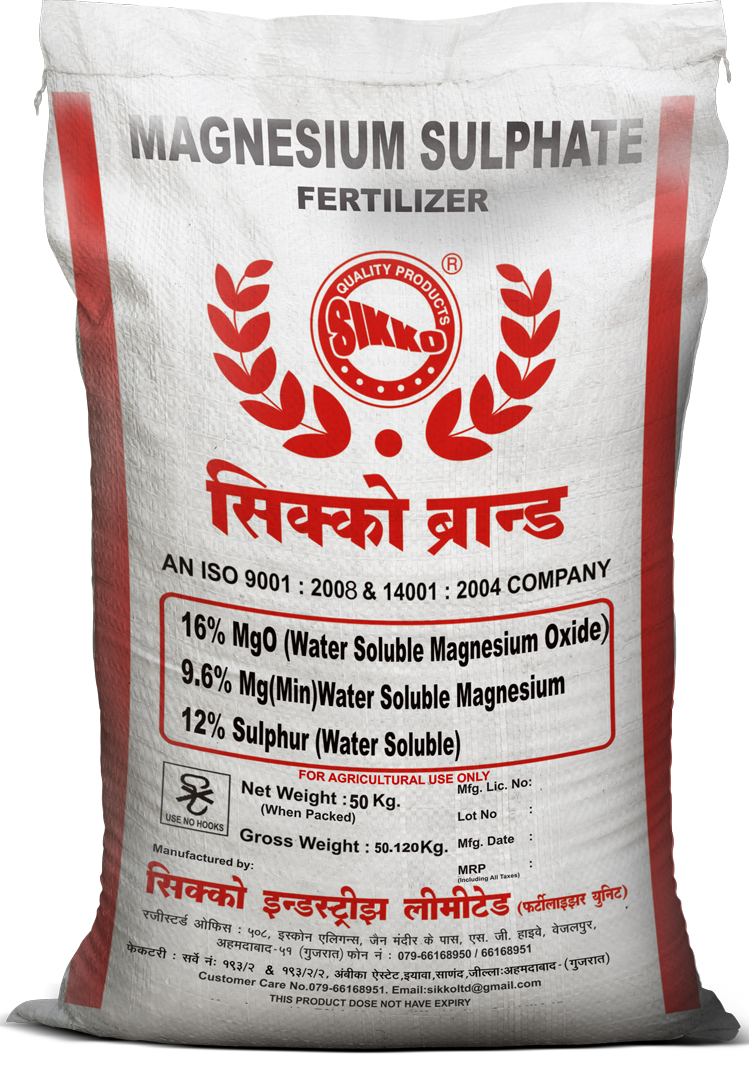 MAGNESIUM SULPHATE
FERTILIZER
QUALITY PRODUCTS
®
SIKKO
सिक्को ब्रान्ड
AN ISO 9001 : 2008 & 14001 : 2004 COMPANY
16% MgO (Water Soluble Magnesium Oxide)
9.6% Mg(Min)Water Soluble Magnesium
12% Sulphur (Water Soluble)
FOR AGRICULTURAL USE ONLY
USE NO HOOKS
Net Weight : 50 Kg.
(When Packed)
Gross Weight : 50.120Kg.
Mfg. Lic. No:
Lot No :
Mfg. Date :
MRP :
(Including All Taxes)
Manufactured by:
सिक्को इन्डस्ट्रीझ लीमीटेड (फर्टीलाइझर युनिट)
रजीस्टर्ड ओफिस : ५०८, इस्कोन एलिगन्स, जैन मंदीर के पास, एस. जी. हाइवे, वेजलपुर,
अहमदाबाद-५१ (गुजरात) फोन नं : 079-66168950 / 66168951
फेकटरी : सर्वे नंः १९३/२ & १९३/२/२, अंबीका ऐस्टेट,इयावा,साणंद,जील्लाःअहमदाबाद-(गुजरात)
Customer Care No.079-66168951. Email:sikkoltd@gmail.com
THIS PRODUCT DOSE NOT HAVE EXPIRY